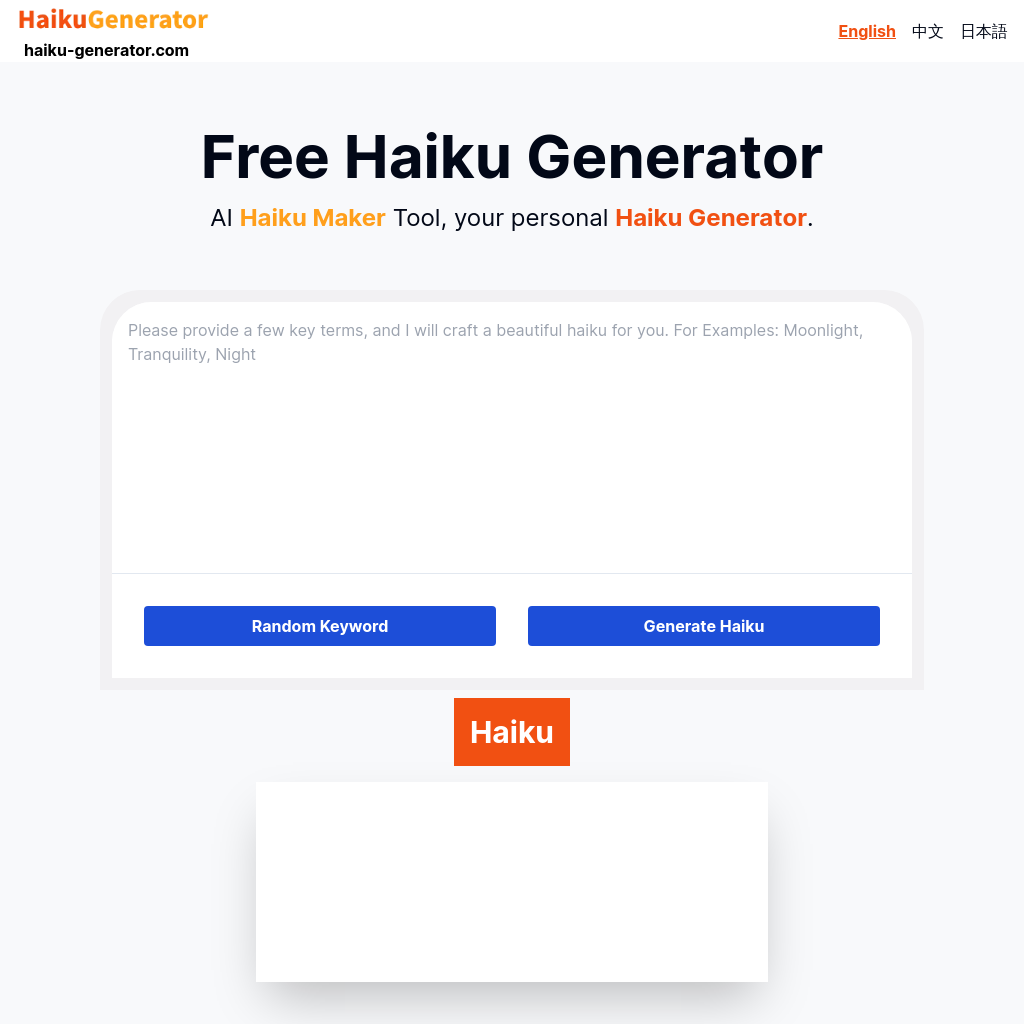 HaikuGenerator
haiku-generator.com
English 中文 日本語
Free Haiku Generator
AI Haiku Maker Tool, your personal Haiku Generator.
Please provide a few key terms, and I will craft a beautiful haiku for you. For Examples: Moonlight,
Tranquility, Night
Random Keyword
Generate Haiku
Haiku